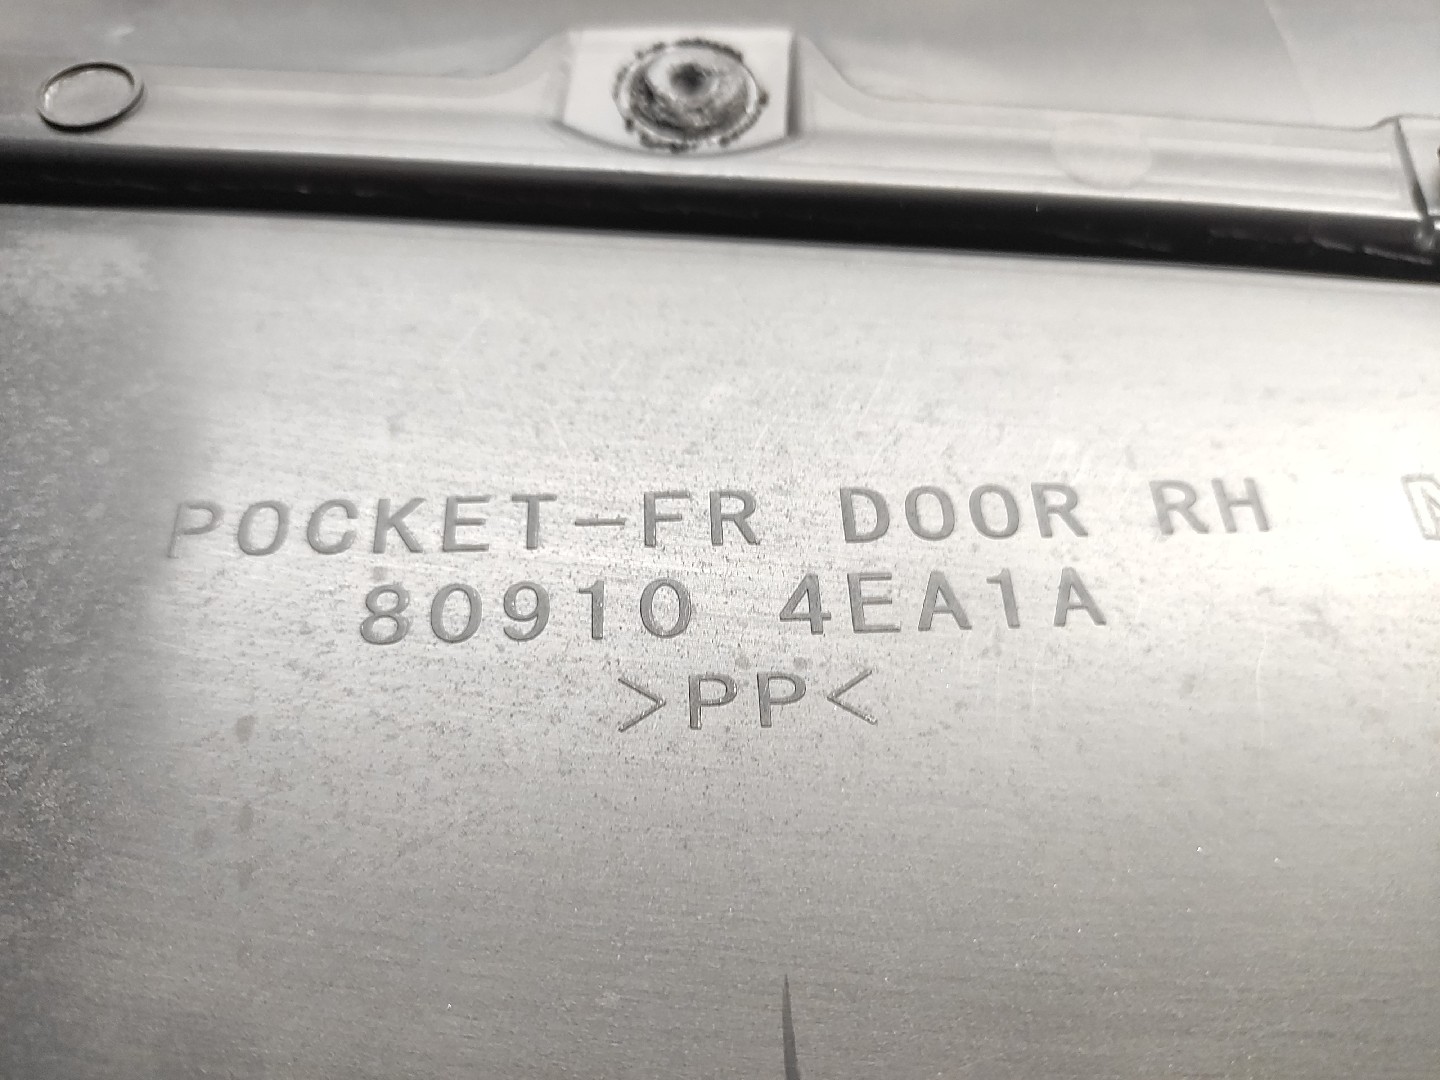 POCKET-FR DOOR RH
80910 4EA1A
>PP<